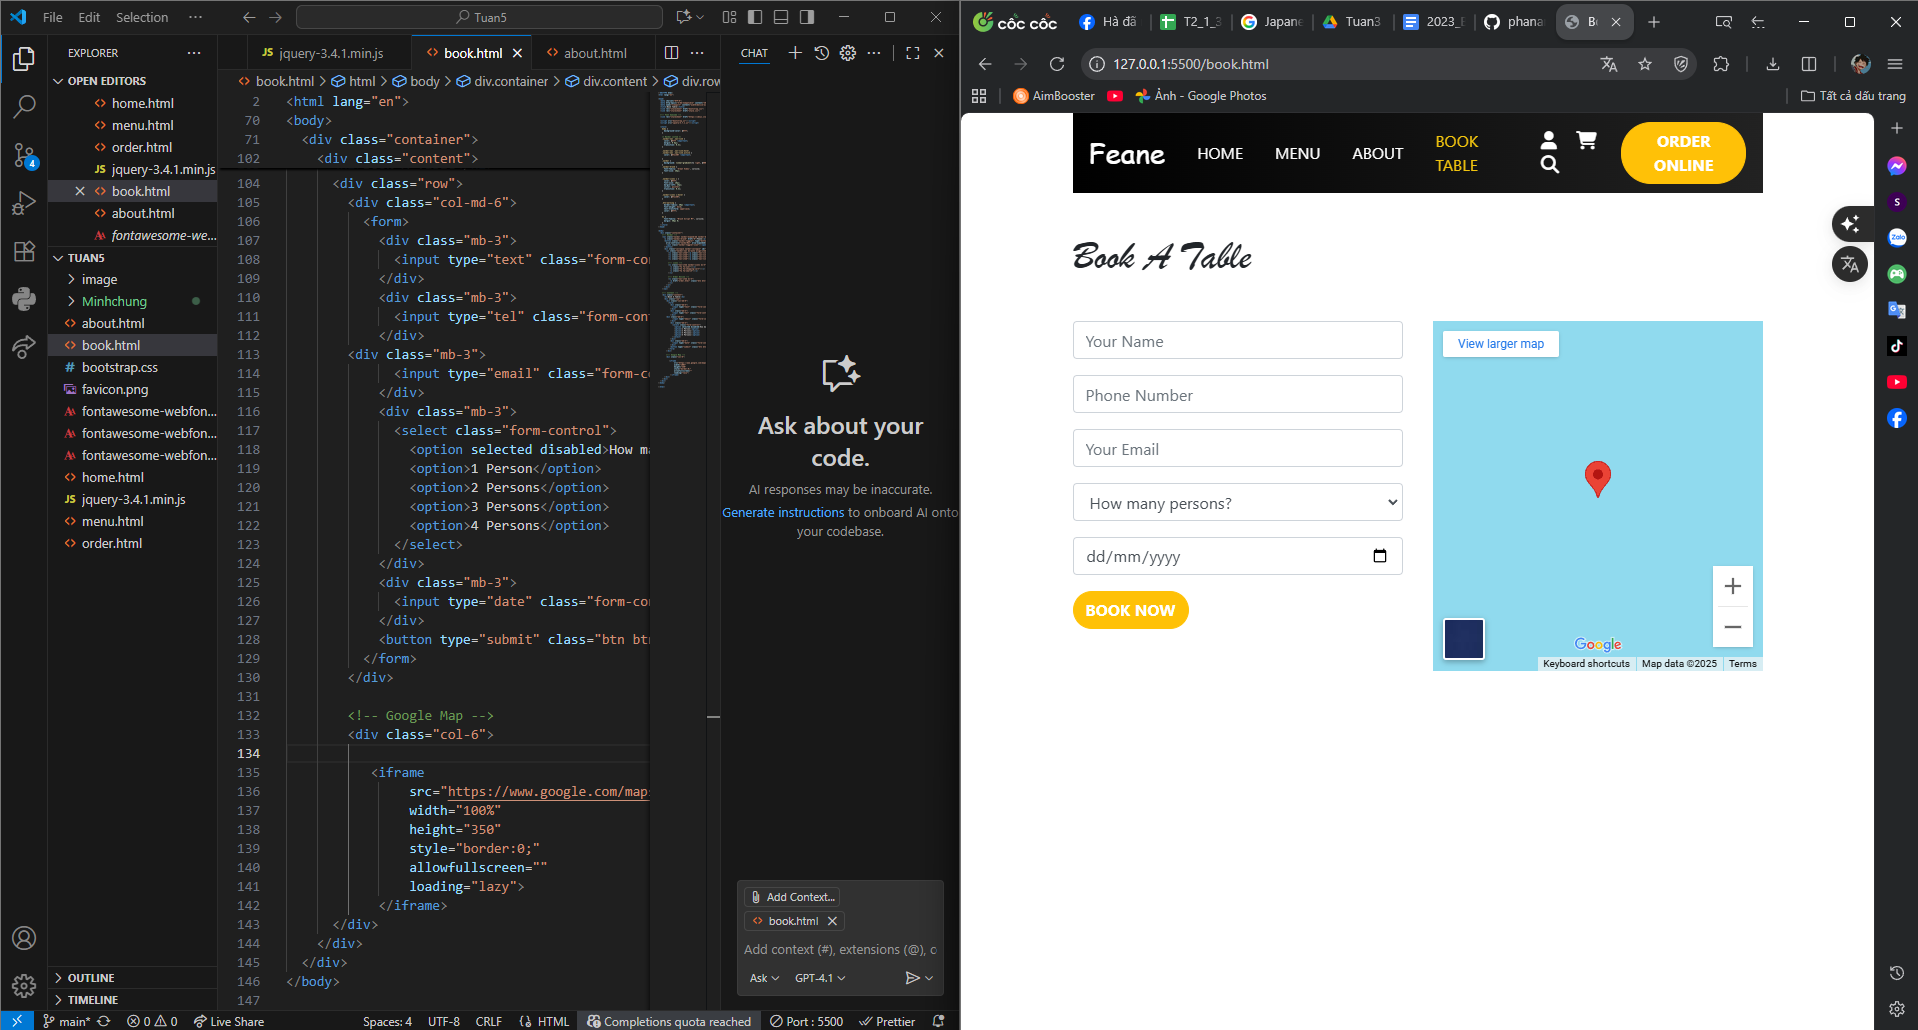 File Edit Selection ···
Tuan5
EXPLORER ···
OPEN EDITORS
home.html
menu.html
order.html
JS jquery-3.4.1.min.js
book.html
about.html
fontawesome-we...
TUAN5
image
Minhchung
about.html
book.html
# bootstrap.css
favicon.png
fontawesome-webfon...
fontawesome-webfon...
fontawesome-webfon...
home.html
JS jquery-3.4.1.min.js
menu.html
order.html
OUTLINE
TIMELINE
4
JS jquery-3.4.1.min.js
book.html
about.html
···
book.html > html > body > div.container > div.content > div.row
2 <html lang="en">
70 <body>
71 <div class="container">
102 <div class="content">
104 <div class="row">
105 <div class="col-md-6">
106 <form>
107 <div class="mb-3">
108 <input type="text" class="form-co
109 </div>
110 <div class="mb-3">
111 <input type="tel" class="form-con
112 </div>
113 <div class="mb-3">
114 <input type="email" class="form-c
115 </div>
116 <div class="mb-3">
117 <select class="form-control">
118 <option selected disabled>How ma
119 <option>1 Person</option>
120 <option>2 Persons</option>
121 <option>3 Persons</option>
122 <option>4 Persons</option>
123 </select>
124 </div>
125 <div class="mb-3">
126 <input type="date" class="form-co
127 </div>
128 <button type="submit" class="btn bt
129 </form>
130 </div>
131
132 <!-- Google Map -->
133 <div class="col-6">
134
135 <iframe
136 src="https://www.google.com/map
137 width="100%"
138 height="350"
139 style="border:0;"
140 allowfullscreen=""
141 loading="lazy">
142 </iframe>
143 </div>
144 </div>
145 </div>
146 </body>
147
CHAT
Ask about your
code.
AI responses may be inaccurate.
Generate instructions to onboard AI onto
your codebase.
Add Context...
book.html
Add context (#), extensions (@), c
Ask GPT-4.1
main* 0 0 Live Share Spaces: 4 UTF-8 CRLF {} HTML Completions quota reached Port : 5500 Prettier
cốc cốc
Hà đã
T2_1_3
Japane
Tuan3
2023_E
phana
B
127.0.0.1:5500/book.html
AimBooster
Ảnh - Google Photos
Tất cả dấu trang
Feane
HOME
MENU
ABOUT
BOOK
TABLE
ORDER
ONLINE
Book A Table
Your Name
Phone Number
Your Email
How many persons?
dd/mm/yyyy
BOOK NOW
View larger map
Google
Keyboard shortcuts Map data ©2025 Terms
S
Zalo